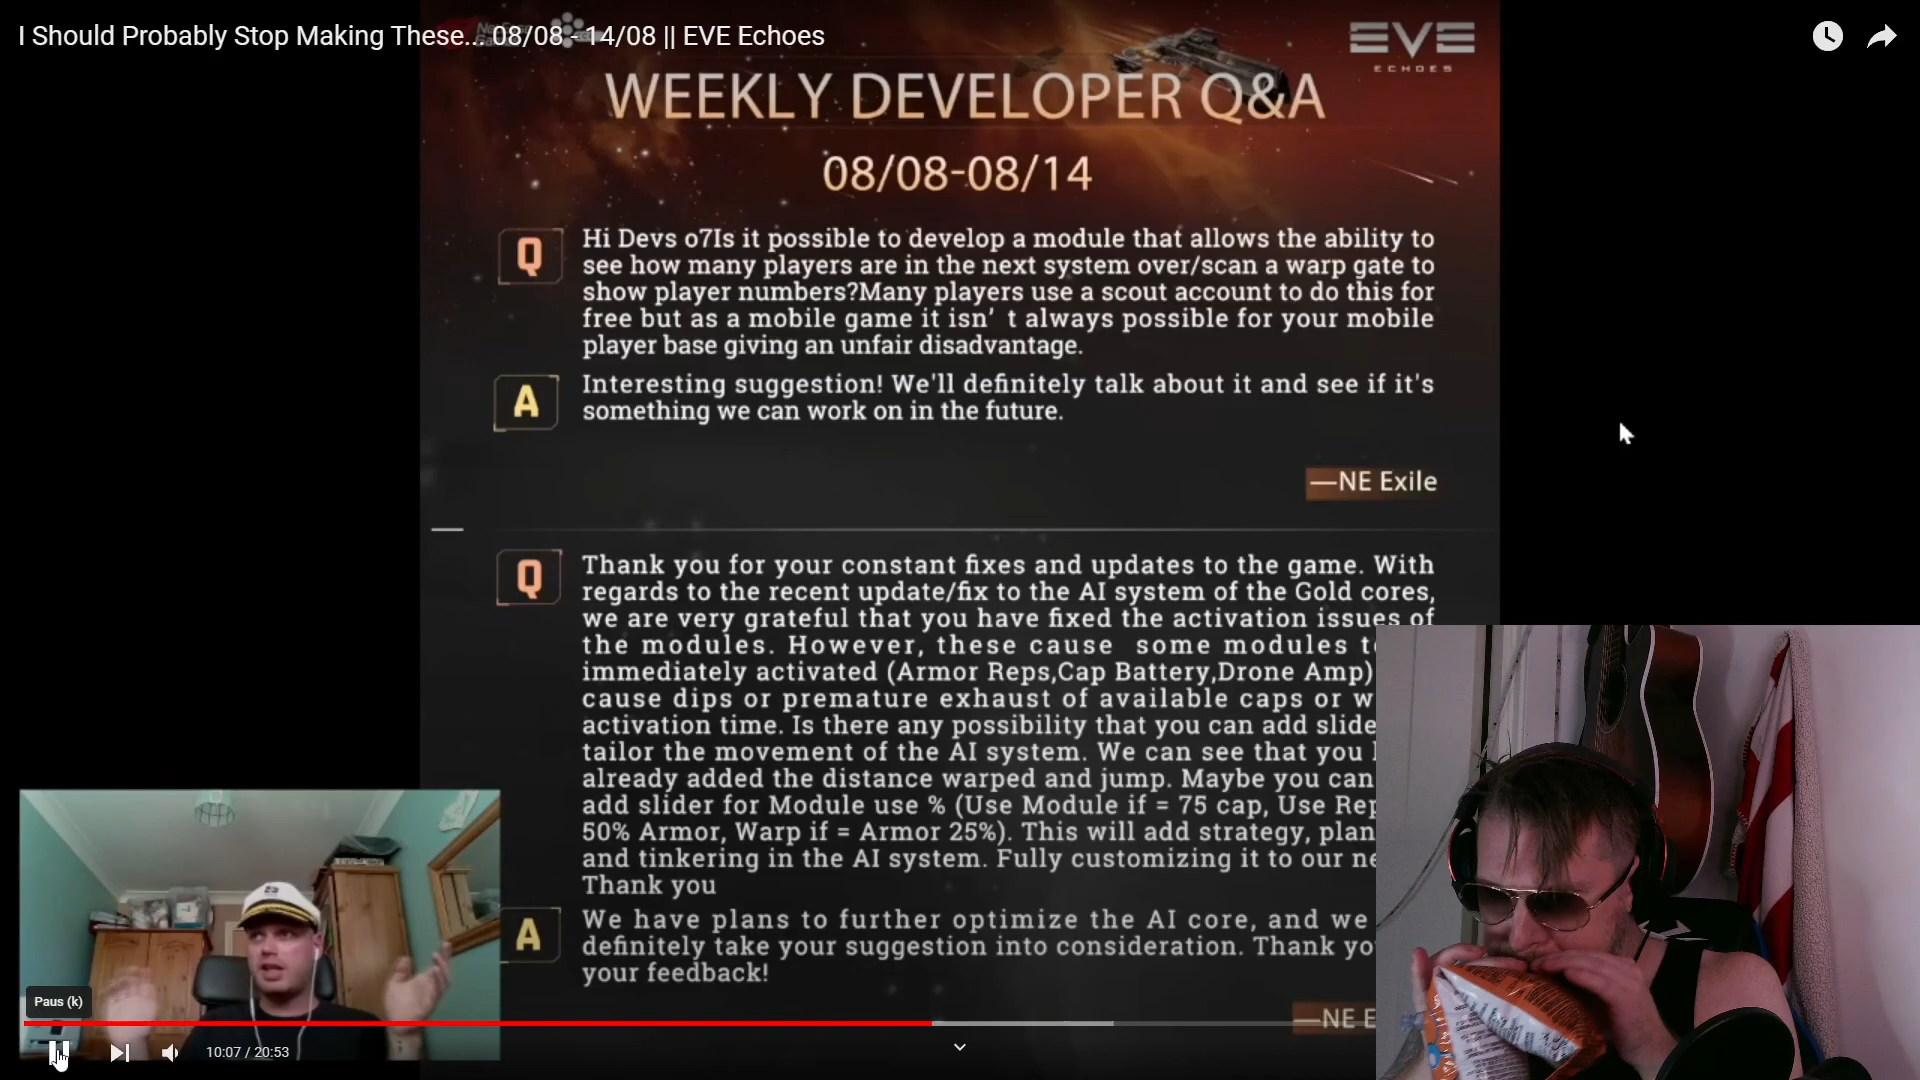 I Should Probably Stop Making These... 08/08 - 14/08 || EVE Echoes
EVE
ECHOES
WEEKLY DEVELOPER Q&A
08/08-08/14
Q
Hi Devs o7Is it possible to develop a module that allows the ability to
see how many players are in the next system over/scan a warp gate to
show player numbers?Many players use a scout account to do this for
free but as a mobile game it isn' t always possible for your mobile
player base giving an unfair disadvantage.
A
Interesting suggestion! We'll definitely talk about it and see if it's
something we can work on in the future.
—NE Exile
Q
Thank you for your constant fixes and updates to the game. With
regards to the recent update/fix to the AI system of the Gold cores,
we are very grateful that you have fixed the activation issues of
the modules. However, these cause some modules
immediately activated (Armor Reps,Cap Battery,Drone Amp)
cause dips or premature exhaust of available caps or
activation time. Is there any possibility that you can add
tailor the movement of the AI system. We can see that you
already added the distance warped and jump. Maybe you can
add slider for Module use % (Use Module if = 75 cap, Use
50% Armor, Warp if = Armor 25%). This will add strategy,
and tinkering in the AI system. Fully customizing it to our
Thank you
A
We have plans to further optimize the AI core, and we
definitely take your suggestion into consideration. Thank
your feedback!
—NE
Paus (k)
10:07 / 20:53